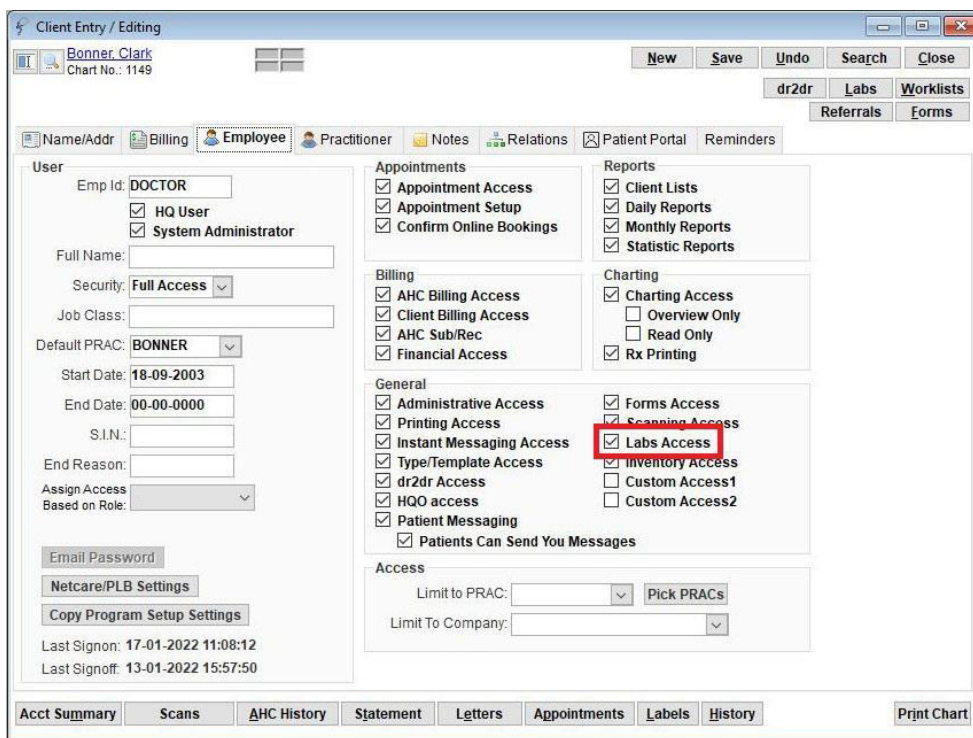 Client Entry / Editing
Bonner, Clark
Chart No.: 1149
New Save Undo Search Close
dr2dr Labs Worklists
Referrals Forms
Name/Addr Billing Employee Practitioner Notes Relations Patient Portal Reminders
User
Emp Id: DOCTOR
HQ User
System Administrator
Full Name:
Security: Full Access
Job Class:
Default PRAC: BONNER
Start Date: 18-09-2003
End Date: 00-00-0000
S.I.N.:
End Reason:
Assign Access
Based on Role:
Email Password
Netcare/PLB Settings
Copy Program Setup Settings
Last Signon: 17-01-2022 11:08:12
Last Signoff: 13-01-2022 15:57:50
Appointments
Appointment Access
Appointment Setup
Confirm Online Bookings
Reports
Client Lists
Daily Reports
Monthly Reports
Statistic Reports
Billing
AHC Billing Access
Client Billing Access
AHC Sub/Rec
Financial Access
Charting
Charting Access
Overview Only
Read Only
Rx Printing
General
Administrative Access
Printing Access
Instant Messaging Access
Type/Template Access
dr2dr Access
HQO access
Patient Messaging
Patients Can Send You Messages
Forms Access
Scanning Access
Labs Access
Inventory Access
Custom Access1
Custom Access2
Access
Limit to PRAC: Pick PRACs
Limit To Company:
Acct Summary Scans AHC History Statement Letters Appointments Labels History Print Chart